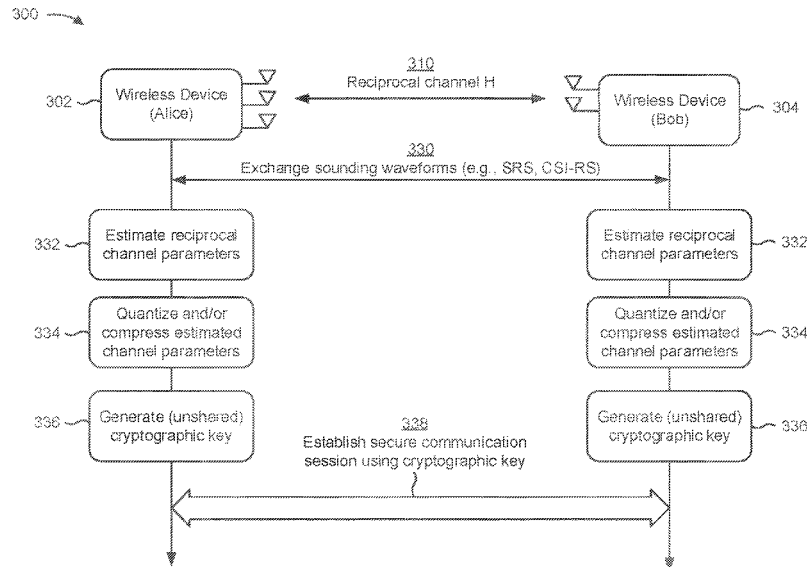 300
310
Reciprocal channel H
302
Wireless Device
(Alice)
Wireless Device
(Bob)
304
330
Exchange sounding waveforms (e.g., SRS, CSI-RS)
332
Estimate reciprocal
channel parameters
Estimate reciprocal
channel parameters
332
334
Quantize and/or
compress estimated
channel parameters
Quantize and/or
compress estimated
channel parameters
334
336
Generate (unshared)
cryptographic key
Generate (unshared)
cryptographic key
336
338
Establish secure communication
session using cryptographic key